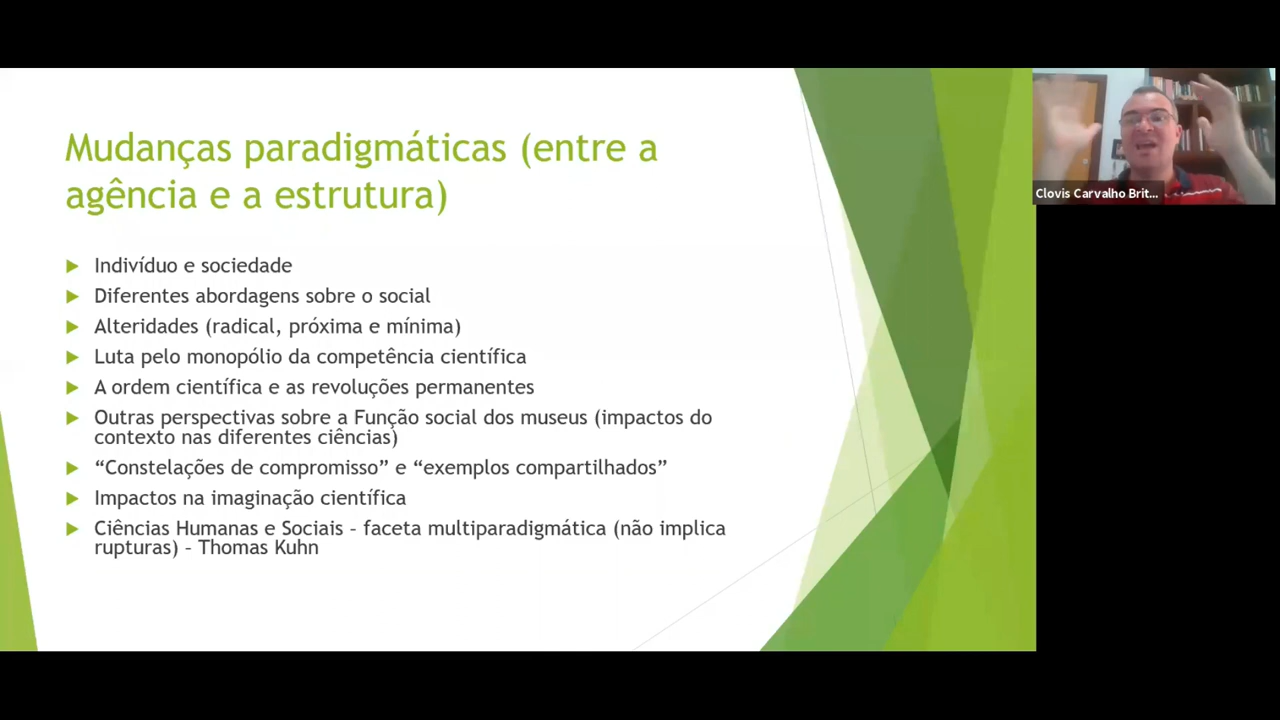 Mudanças paradigmáticas (entre a
agência e a estrutura)
Indivíduo e sociedade
Diferentes abordagens sobre o social
Alteridades (radical, próxima e mínima)
Luta pelo monopólio da competência científica
A ordem científica e as revoluções permanentes
Outras perspectivas sobre a Função social dos museus (impactos do
contexto nas diferentes ciências)
“Constelações de compromisso” e “exemplos compartilhados”
Impactos na imaginação científica
Ciências Humanas e Sociais – faceta multiparadigmática (não implica
rupturas) – Thomas Kuhn
Clovis Carvalho Brit...